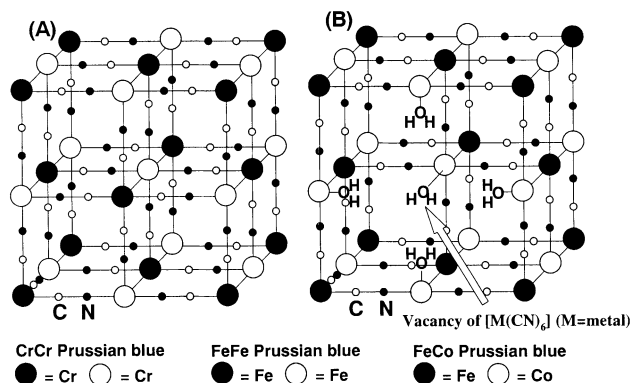 (A)
(B)
H O H
O H H
H O H
H O H
H O H
C N
C N
Vacancy of [M(CN)6] (M=metal)
CrCr Prussian blue
= Cr = Cr
FeFe Prussian blue
= Fe = Fe
FeCo Prussian blue
= Fe = Co